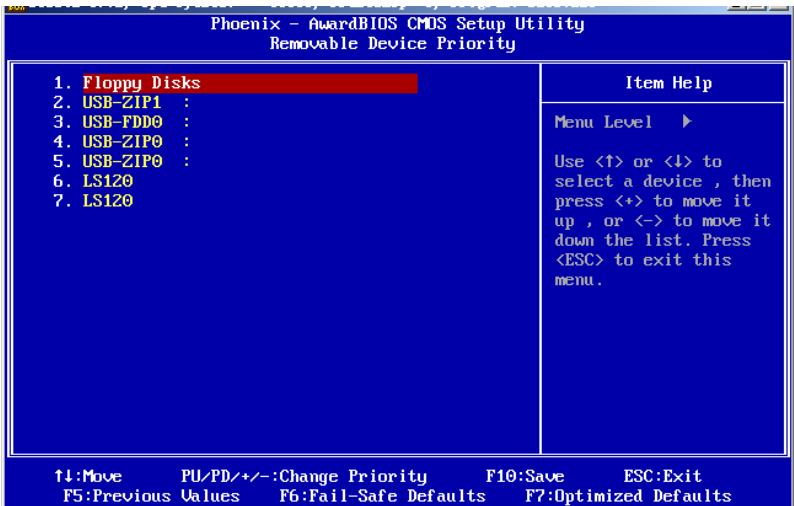 Phoenix - AwardBIOS CMOS Setup Utility
Removable Device Priority
1. Floppy Disks
2. USB-ZIP1 :
3. USB-FDD0 :
4. USB-ZIP0 :
5. USB-ZIP0 :
6. LS120
7. LS120
Item Help
Menu Level ▶
Use <↑> or <↓> to
select a device , then
press <+> to move it
up , or <-> to move it
down the list. Press
<ESC> to exit this
menu.
↑↓:Move PU/PD/+/-:Change Priority F10:Save ESC:Exit
F5:Previous Values F6:Fail-Safe Defaults F7:Optimized Defaults